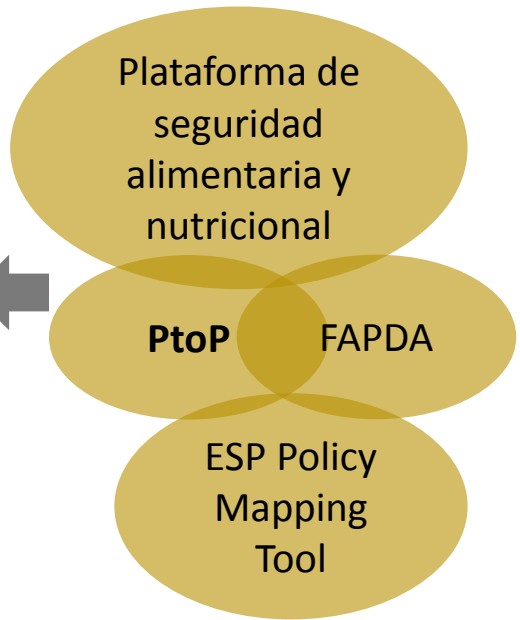 Plataforma de
seguridad
alimentaria y
nutricional
PtoP
FAPDA
ESP Policy
Mapping
Tool